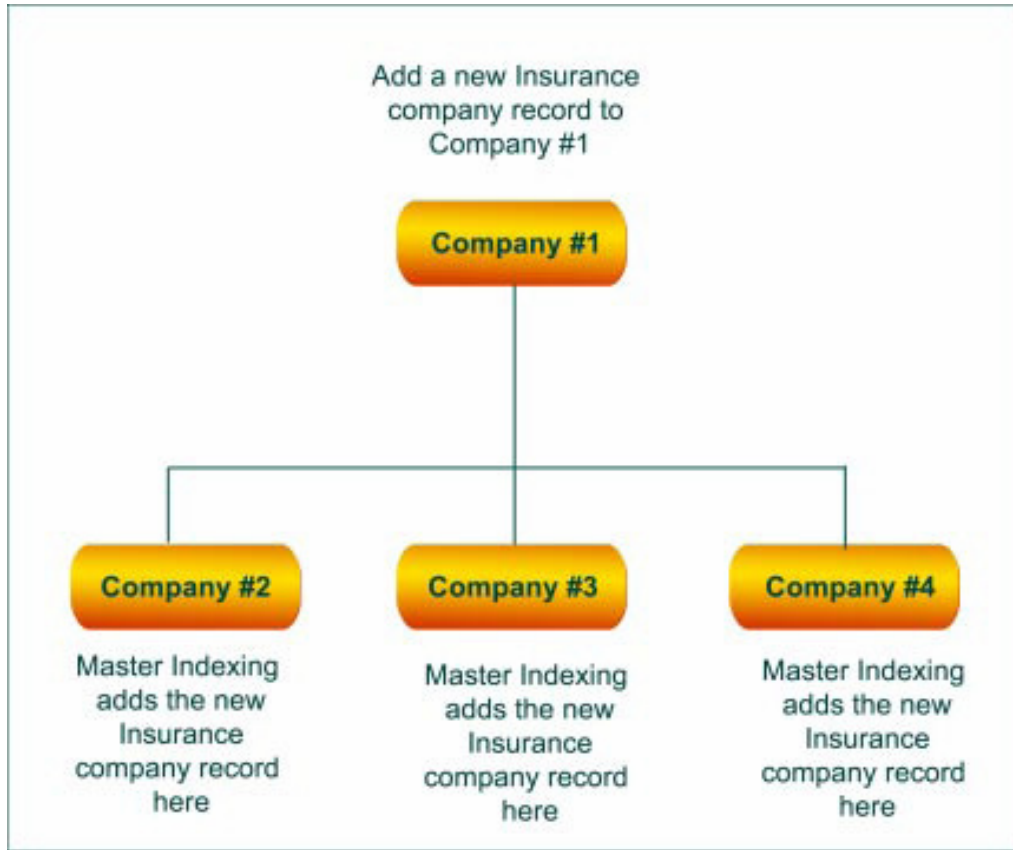 Add a new Insurance
company record to
Company #1
Company #1
Company #2
Company #3
Company #4
Master Indexing
adds the new
Insurance
company record
here
Master Indexing
adds the new
Insurance
company record
here
Master Indexing
adds the new
Insurance
company record
here